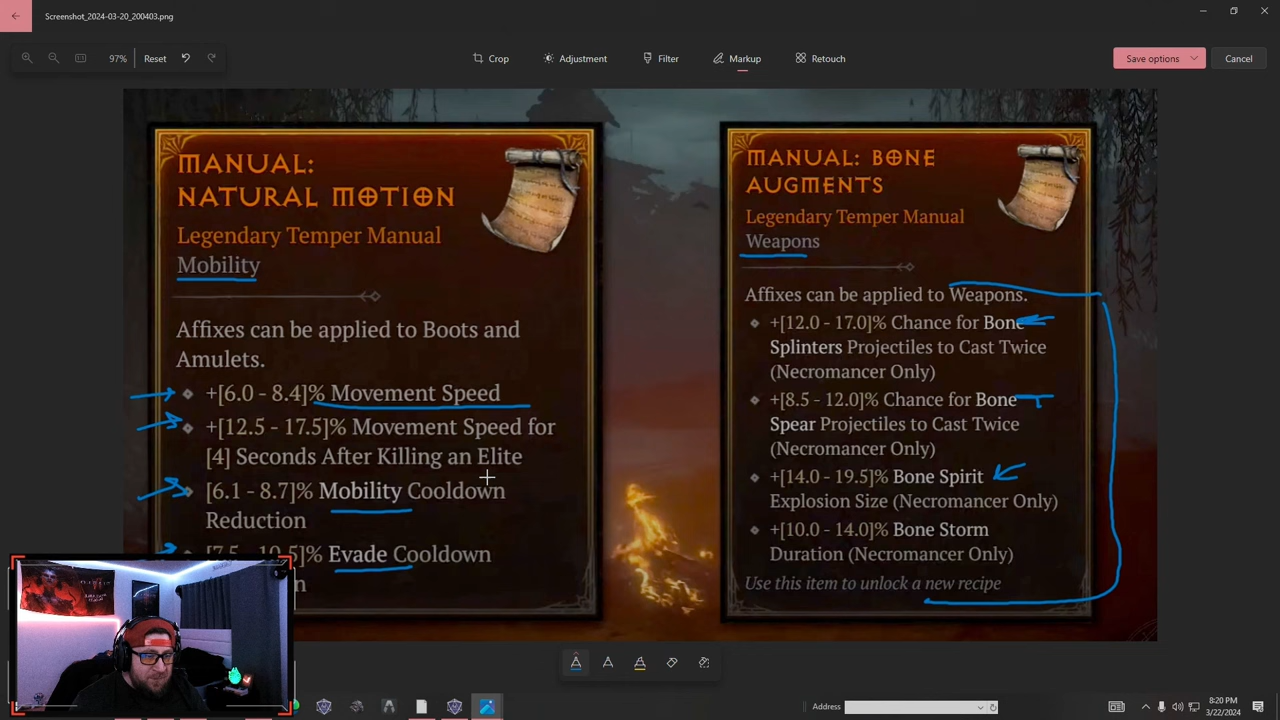 Screenshot_2024-03-20_200403.png
97%
Reset
Crop
Adjustment
Filter
Markup
Retouch
Save options
Cancel
MANUAL:
NATURAL MOTION
Legendary Temper Manual
Mobility
Affixes can be applied to Boots and
Amulets.
+[6.0 - 8.4]% Movement Speed
+[12.5 - 17.5]% Movement Speed for
[4] Seconds After Killing an Elite
[6.1 - 8.7]% Mobility Cooldown
Reduction
[7.5 - 10.5]% Evade Cooldown
MANUAL: BONE
AUGMENTS
Legendary Temper Manual
Weapons
Affixes can be applied to Weapons.
+[12.0 - 17.0]% Chance for Bone
Splinters Projectiles to Cast Twice
(Necromancer Only)
+[8.5 - 12.0]% Chance for Bone
Spear Projectiles to Cast Twice
(Necromancer Only)
+[14.0 - 19.5]% Bone Spirit
Explosion Size (Necromancer Only)
+[10.0 - 14.0]% Bone Storm
Duration (Necromancer Only)
Use this item to unlock a new recipe
Address
8:20 PM
3/22/2024